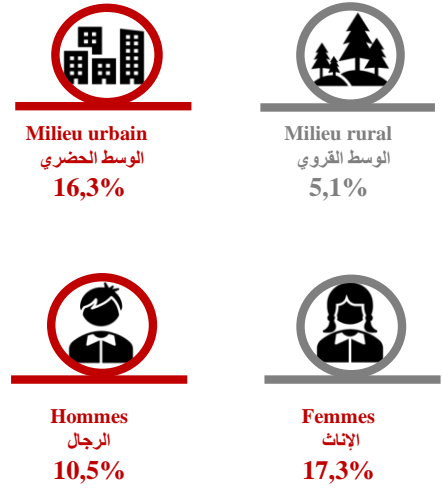 Milieu urbain
الوسط الحضري
16,3%
Milieu rural
الوسط القروي
5,1%
Hommes
الرجال
10,5%
Femmes
الإناث
17,3%